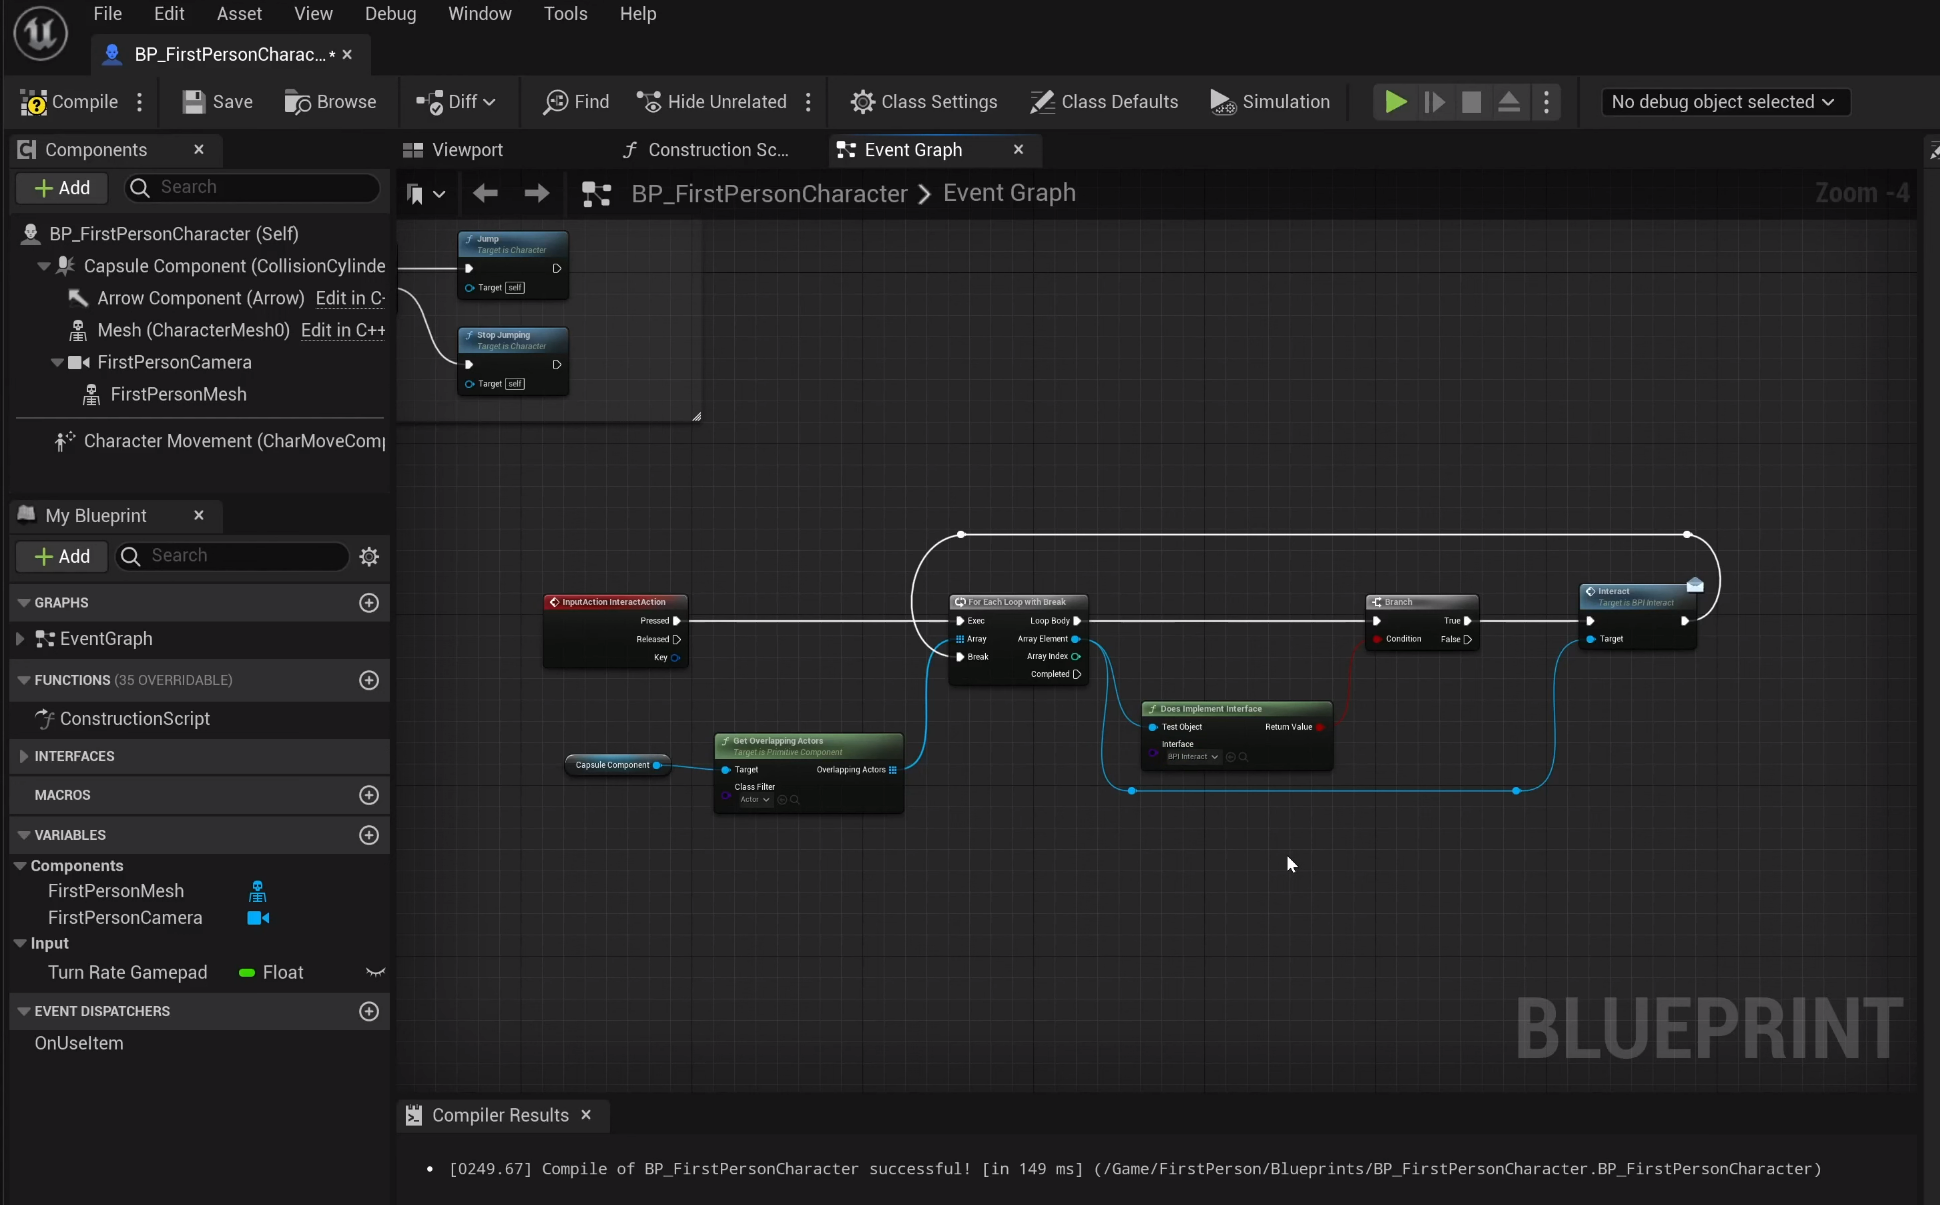 File Edit Asset View Debug Window Tools Help
BP_FirstPersonCharac...*
Compile Save Browse Diff Find Hide Unrelated Class Settings Class Defaults Simulation No debug object selected
Components
Add Search
BP_FirstPersonCharacter (Self)
Capsule Component (CollisionCylinde
Arrow Component (Arrow) Edit in C-
Mesh (CharacterMesh0) Edit in C++
FirstPersonCamera
FirstPersonMesh
Character Movement (CharMoveComp
My Blueprint
Add Search
GRAPHS
EventGraph
FUNCTIONS (35 OVERRIDABLE)
ConstructionScript
INTERFACES
MACROS
VARIABLES
Components
FirstPersonMesh
FirstPersonCamera
Input
Turn Rate Gamepad Float
EVENT DISPATCHERS
OnUseItem
Viewport Construction Sc... Event Graph
BP_FirstPersonCharacter > Event Graph
Zoom -4
Jump
Target is Character
Target self
Stop Jumping
Target is Character
Target self
InputAction InteractAction
Pressed
Released
Key
Capsule Component
Get Overlapping Actors
Target is Primitive Component
Target Overlapping Actors
Class Filter
Actor
For Each Loop with Break
Exec Loop Body
Array Array Element
Break Array Index
Completed
Does Implement Interface
Test Object Return Value
Interface
BPI Interact
Branch
True
Condition False
Interact
Target is BPI Interact
Target
BLUEPRINT
Compiler Results
[0249.67] Compile of BP_FirstPersonCharacter successful! [in 149 ms] (/Game/FirstPerson/Blueprints/BP_FirstPersonCharacter.BP_FirstPersonCharacter)